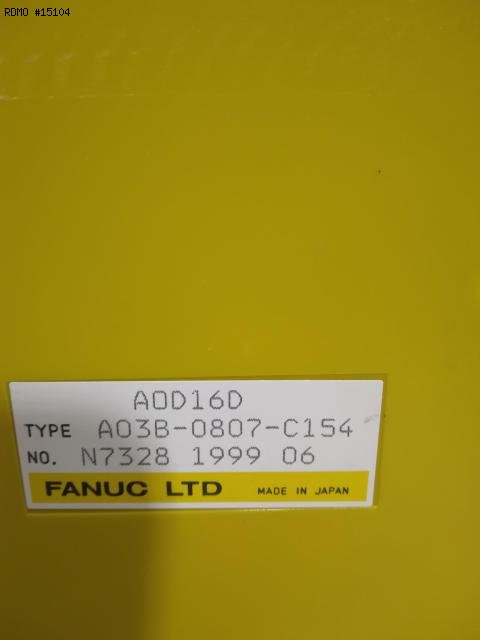 RDMO #15104
AOD16D
TYPE A03B-0807-C154
NO. N7328 1999 06
FANUC LTD MADE IN JAPAN